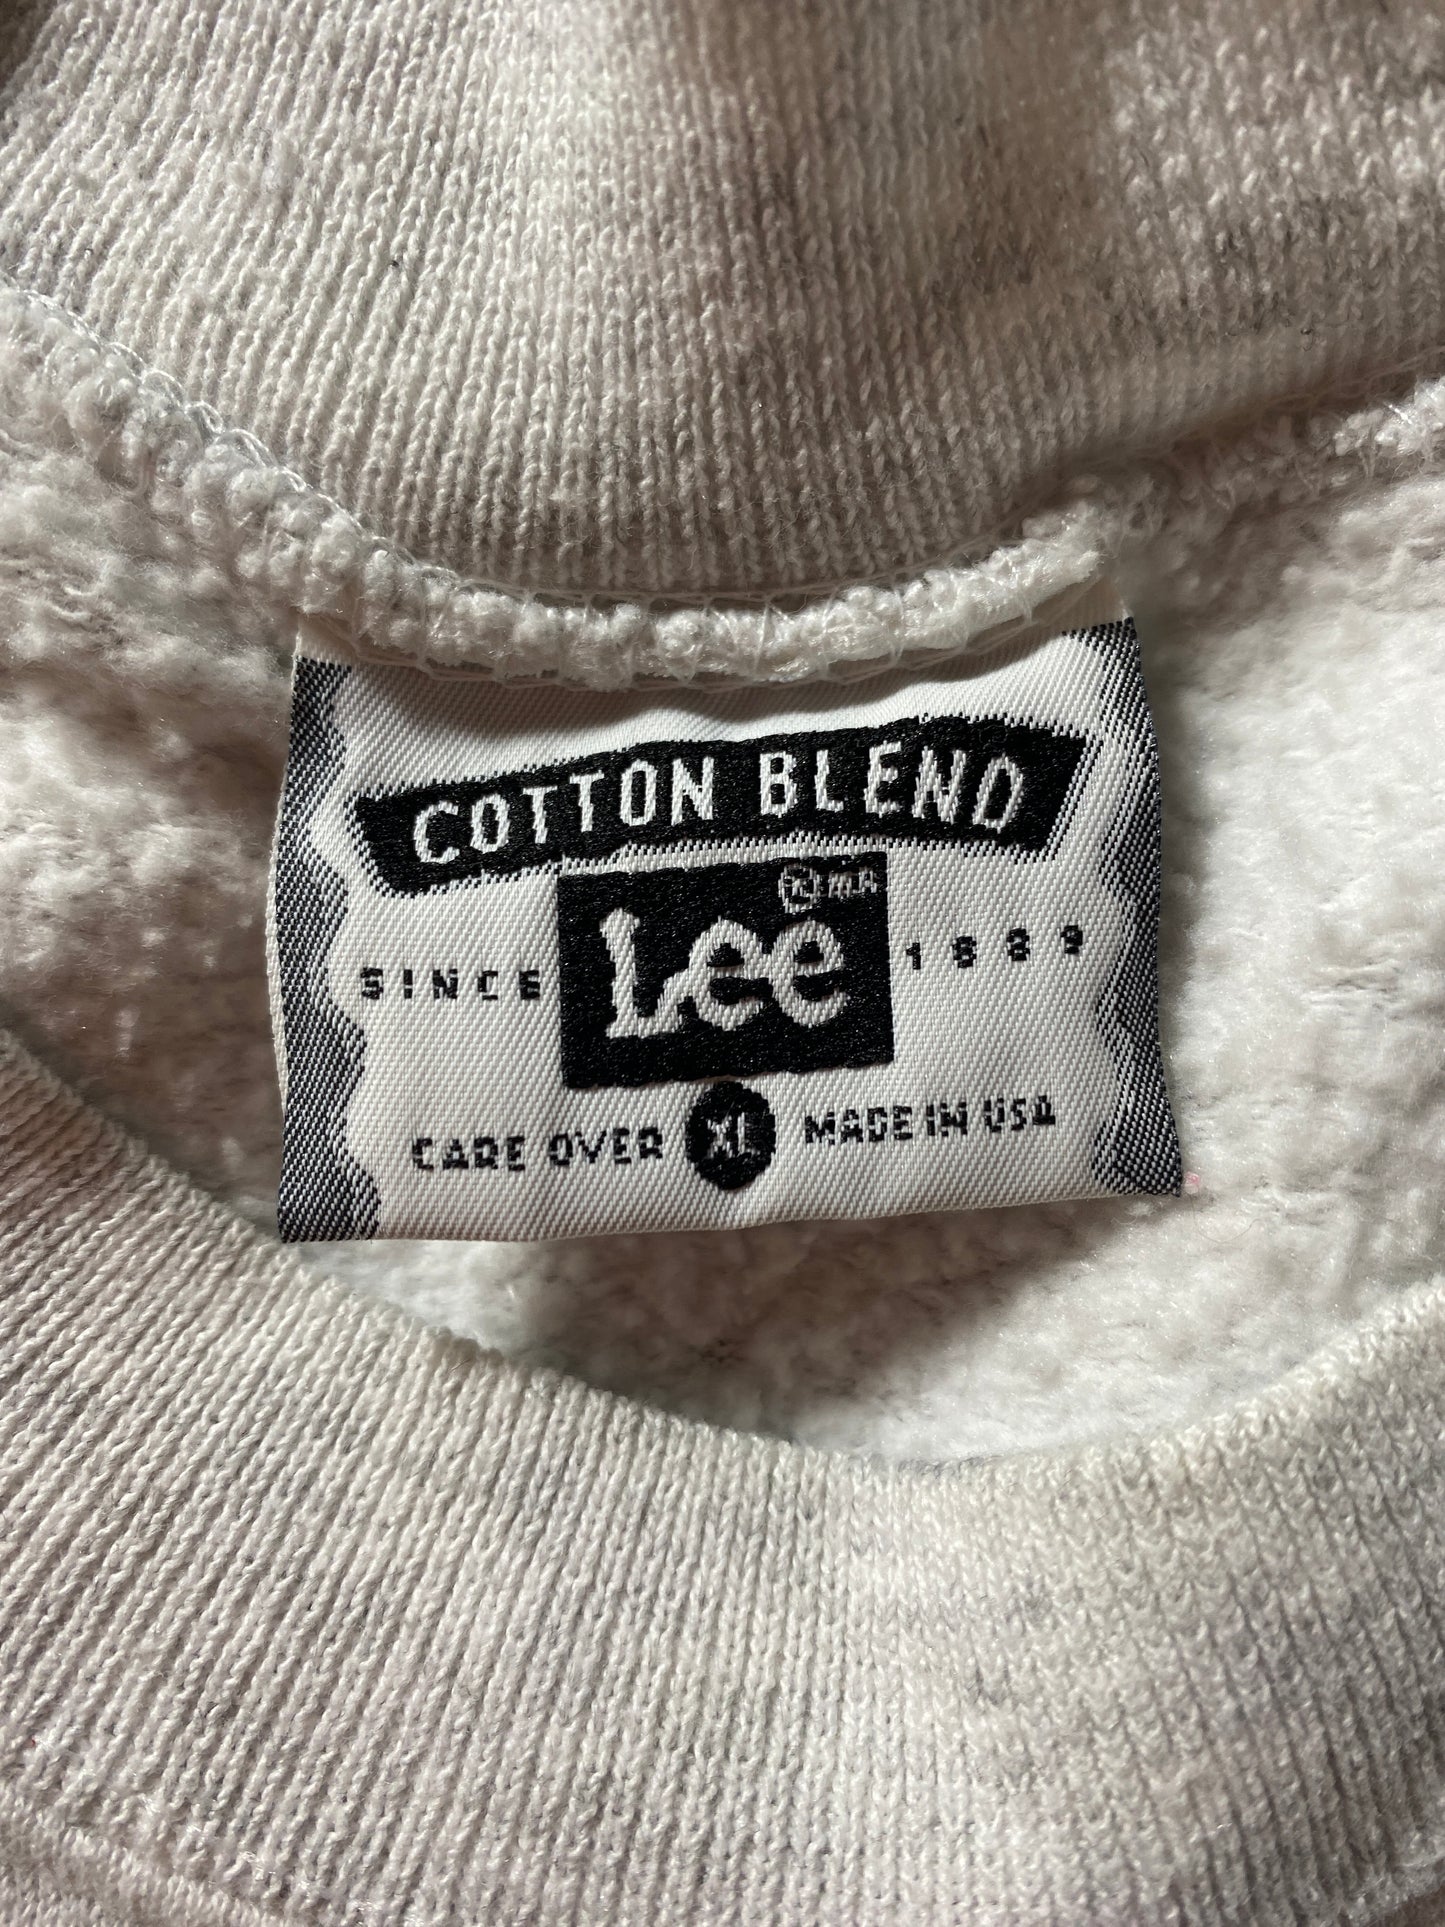 COTTON BLEND
Lee ® M.R.
SINCE 1889
CARE OVER XL MADE IN USA